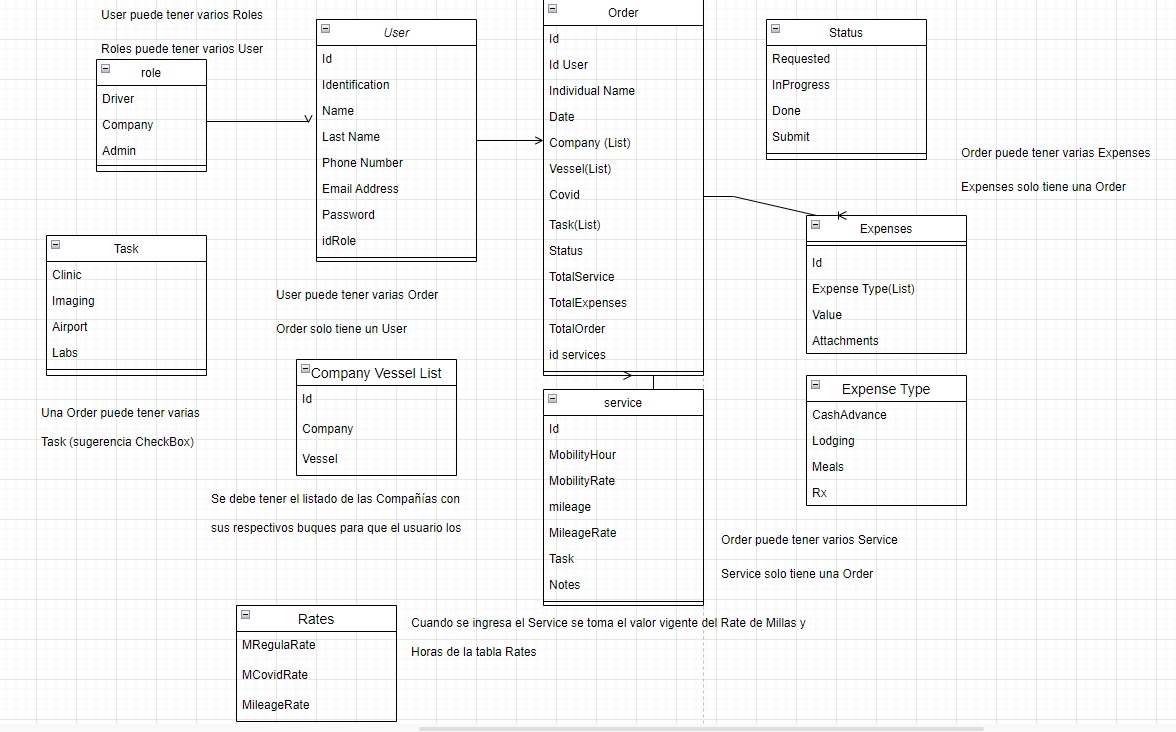 User puede tener varios Roles
Roles puede tener varios User
role
Driver
Company
Admin
User
Id
Identification
Name
Last Name
Phone Number
Email Address
Password
idRole
Order
Id
Id User
Individual Name
Date
Company (List)
Vessel(List)
Covid
Task(List)
Status
TotalService
TotalExpenses
TotalOrder
id services
Status
Requested
InProgress
Done
Submit
Order puede tener varias Expenses
Expenses solo tiene una Order
Expenses
Id
Expense Type(List)
Value
Attachments
Task
Clinic
Imaging
Airport
Labs
User puede tener varias Order
Order solo tiene un User
Company Vessel List
Id
Company
Vessel
Una Order puede tener varias
Task (sugerencia CheckBox)
Se debe tener el listado de las Compañías con
sus respectivos buques para que el usuario los
service
Id
MobilityHour
MobilityRate
mileage
MileageRate
Task
Notes
Expense Type
CashAdvance
Lodging
Meals
Rx
Order puede tener varios Service
Service solo tiene una Order
Rates
MRegulaRate
MCovidRate
MileageRate
Cuando se ingresa el Service se toma el valor vigente del Rate de Millas y
Horas de la tabla Rates